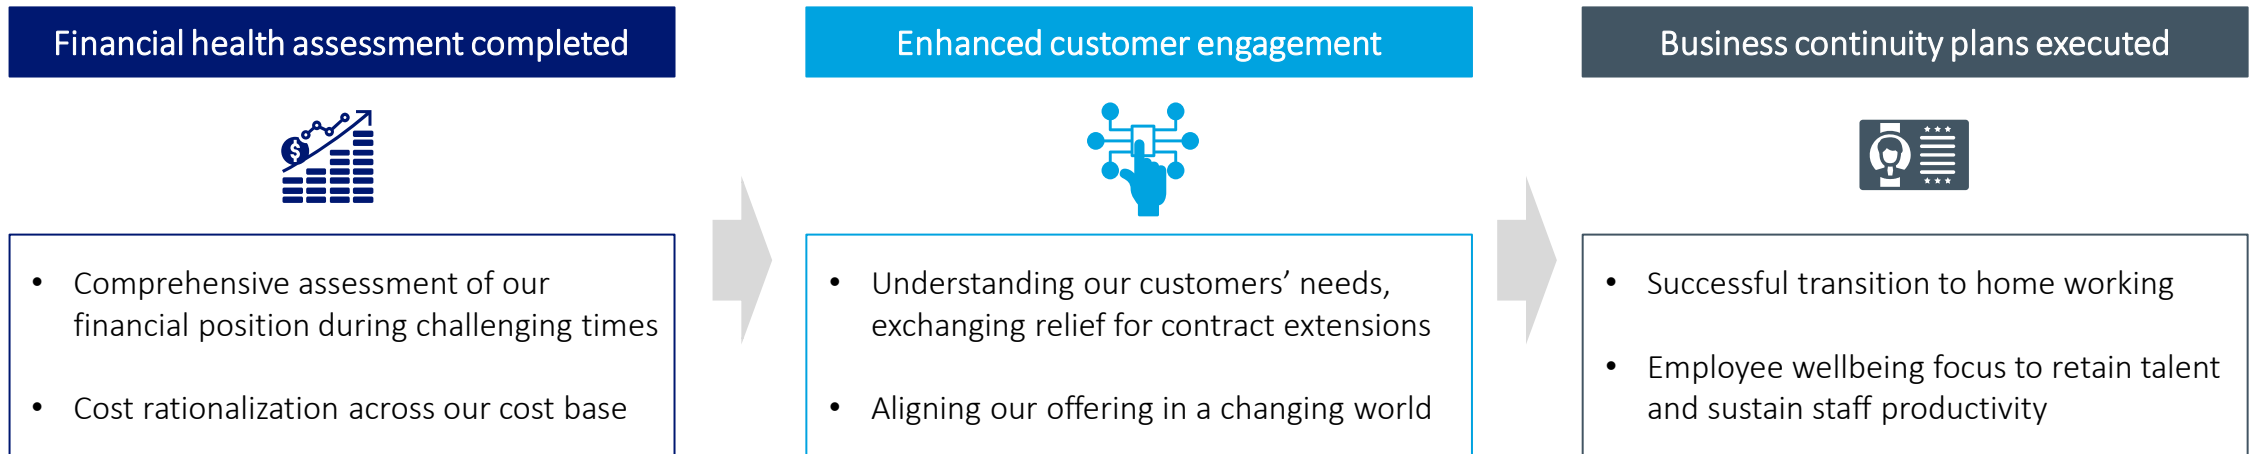 Financial health assessment completed
Enhanced customer engagement
Business continuity plans executed
$
• Comprehensive assessment of our
financial position during challenging times
• Cost rationalization across our cost base
• Understanding our customers’ needs,
exchanging relief for contract extensions
• Aligning our offering in a changing world
• Successful transition to home working
• Employee wellbeing focus to retain talent
and sustain staff productivity